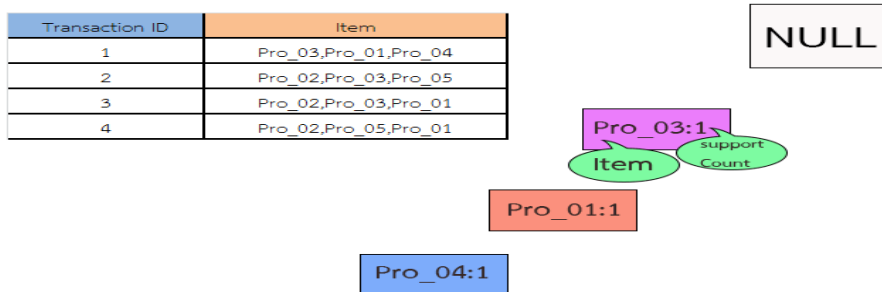 Transaction ID Item
1 Pro_03,Pro_01,Pro_04
2 Pro_02,Pro_03,Pro_05
3 Pro_02,Pro_03,Pro_01
4 Pro_02,Pro_05,Pro_01
NULL
Pro_03:1
Item
support
Count
Pro_01:1
Pro_04:1